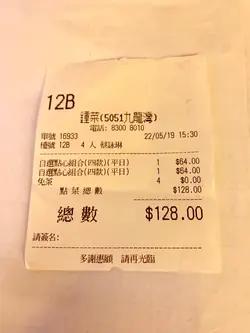 12B
鍾菜(5051九龍灣)
電話: 8300 8010
單號 16933 22/05/19 15:30
檯號 12B 4 人 蔡詠琳
自選點心組合(四款)(平日) 1 $64.00
自選點心組合(四款)(平日) 1 $64.00
免茶 4 $0.00
點菜總數 $128.00
總數 $128.00
請簽名:
多謝惠顧 請再光臨